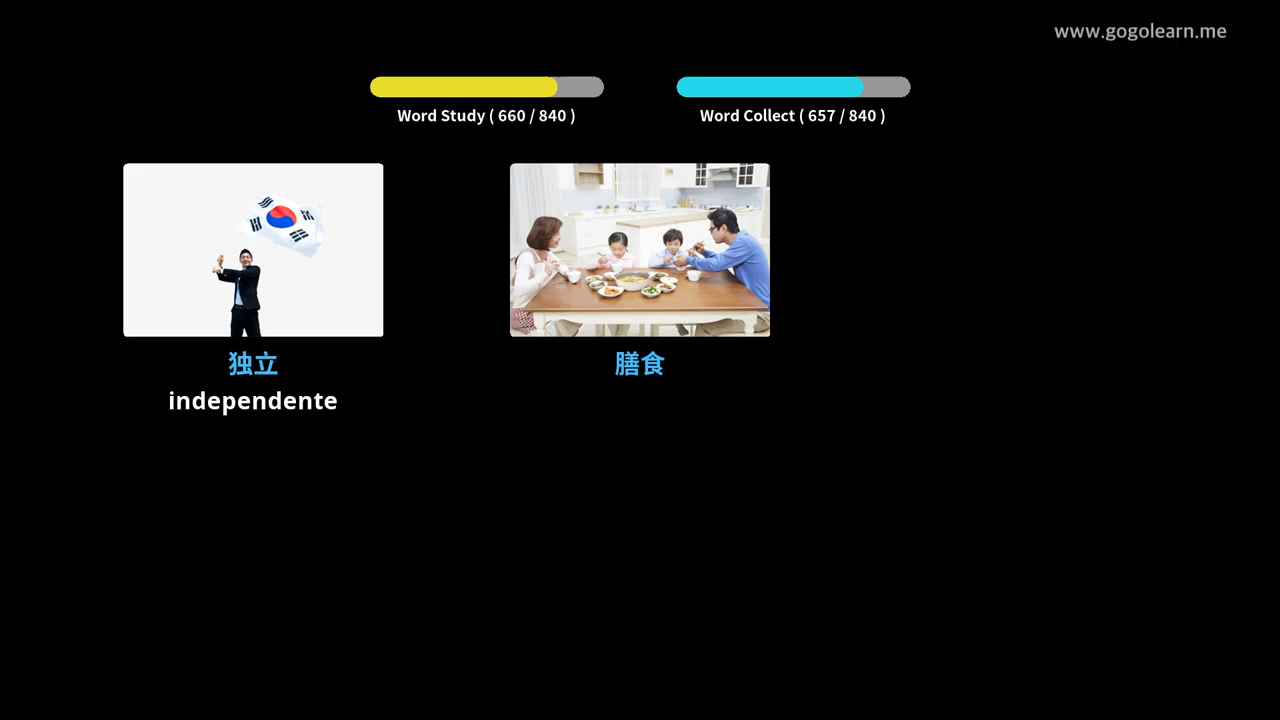 www.gogolearn.me
Word Study ( 660 / 840 )
Word Collect ( 657 / 840 )
独立
independente
膳食